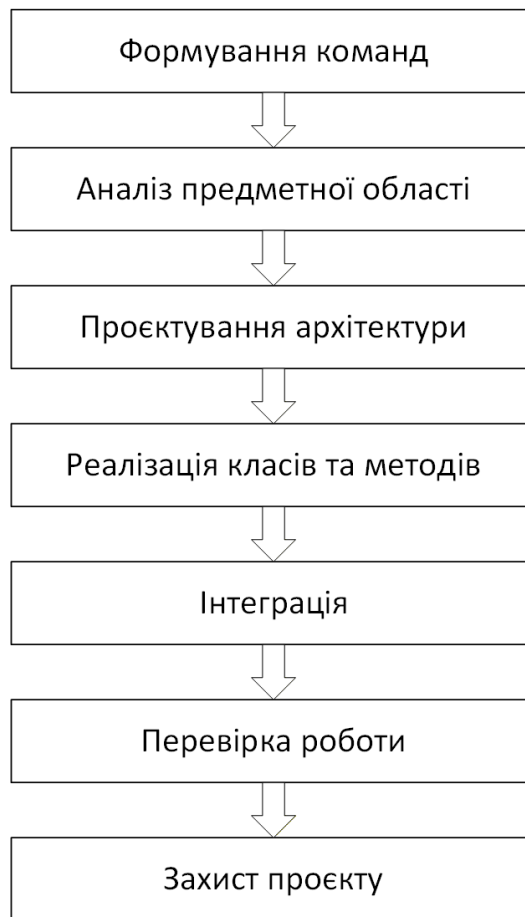 Формування команд
Аналіз предметної області
Проєктування архітектури
Реалізація класів та методів
Інтеграція
Перевірка роботи
Захист проєкту